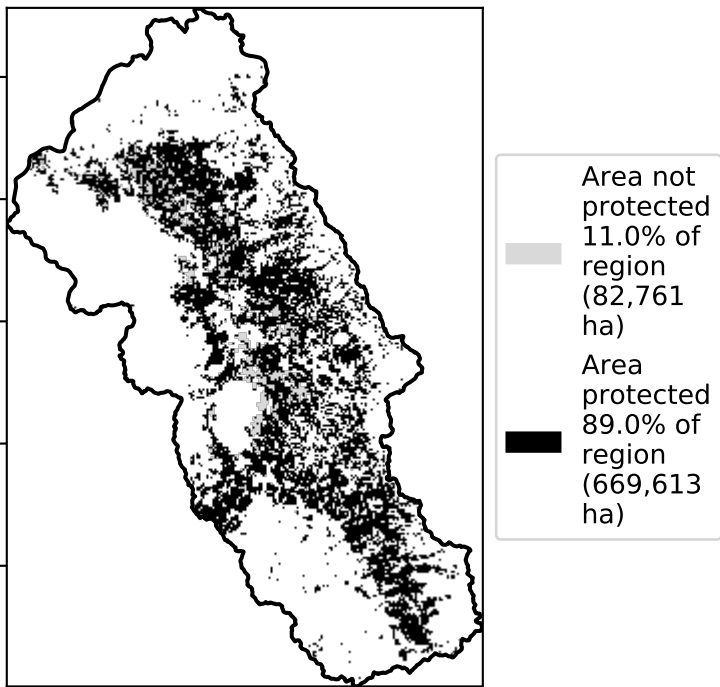 Area not
protected
11.0% of
region
(82,761
ha)
Area
protected
89.0% of
region
(669,613
ha)